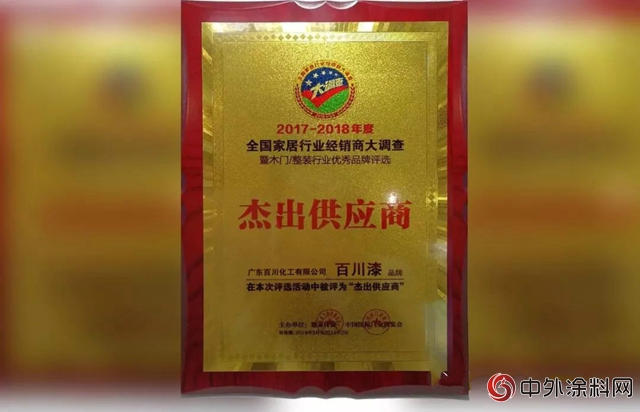 大调查
2017-2018年度
全国家居行业经销商大调查
暨木门/整装行业优秀品牌评选
杰出供应商
广东百川化工有限公司 百川漆 品牌
在本次评选活动中被评为“杰出供应商”
主办单位:
中外涂料网